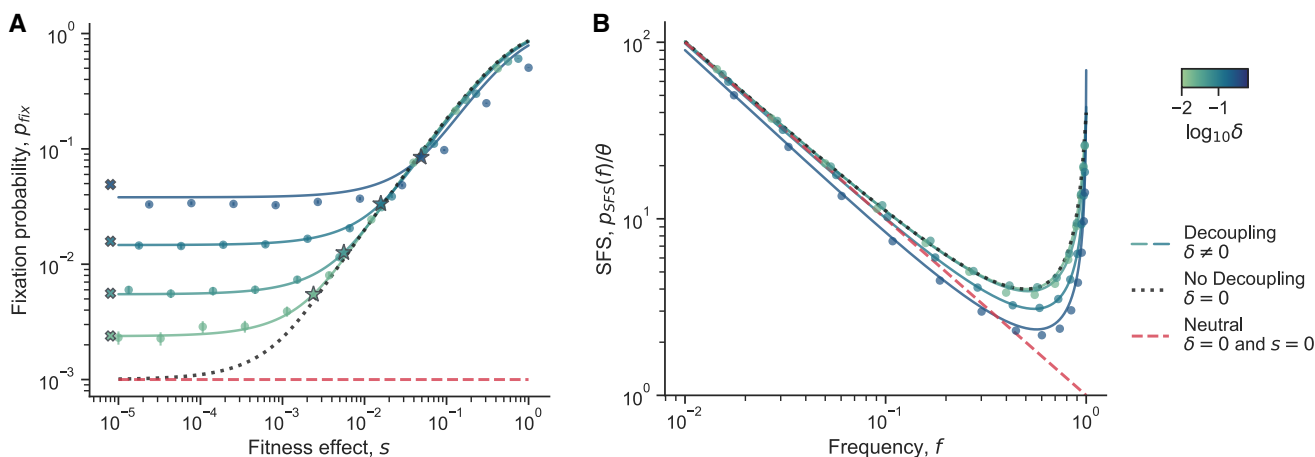 A
10^0
10^-1
10^-2
10^-3
Fixation probability, p_fix
10^-5
10^-4
10^-3
10^-2
10^-1
10^0
Fitness effect, s
B
10^2
10^1
10^0
SFS, p_SFS(f)/θ
10^-2
10^-1
10^0
Frequency, f
−2
−1
log_10 δ
Decoupling
δ ≠ 0
No Decoupling
δ = 0
Neutral
δ = 0 and s = 0